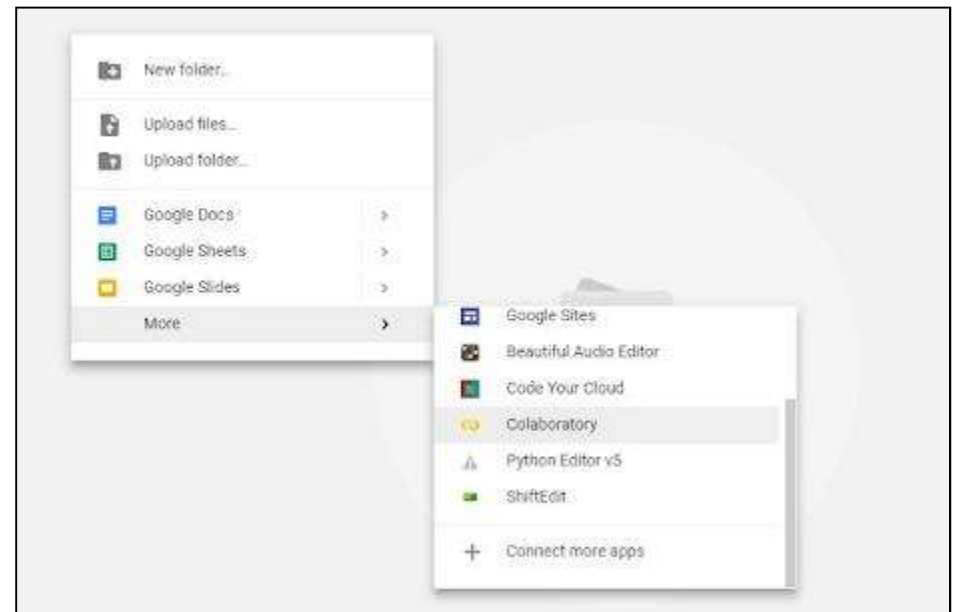 New folder...
Upload files...
Upload folder...
Google Docs
Google Sheets
Google Slides
More
Google Sites
Beautiful Audio Editor
Code Your Cloud
Colaboratory
Python Editor v5
ShiftEdit
Connect more apps